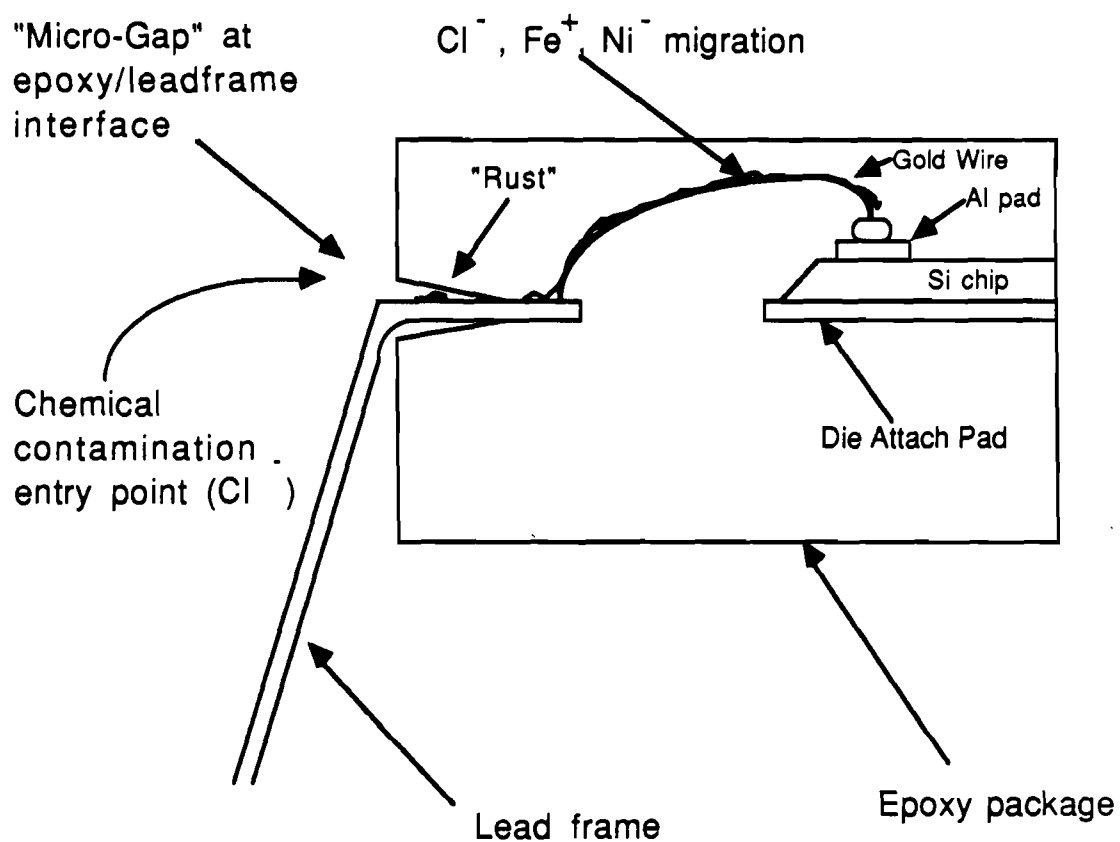 "Micro-Gap" at
epoxy/leadframe
interface
Cl⁻, Fe⁺, Ni⁻ migration
"Rust"
Gold Wire
Al pad
Si chip
Chemical
contamination
entry point (Cl⁻)
Die Attach Pad
Lead frame
Epoxy package